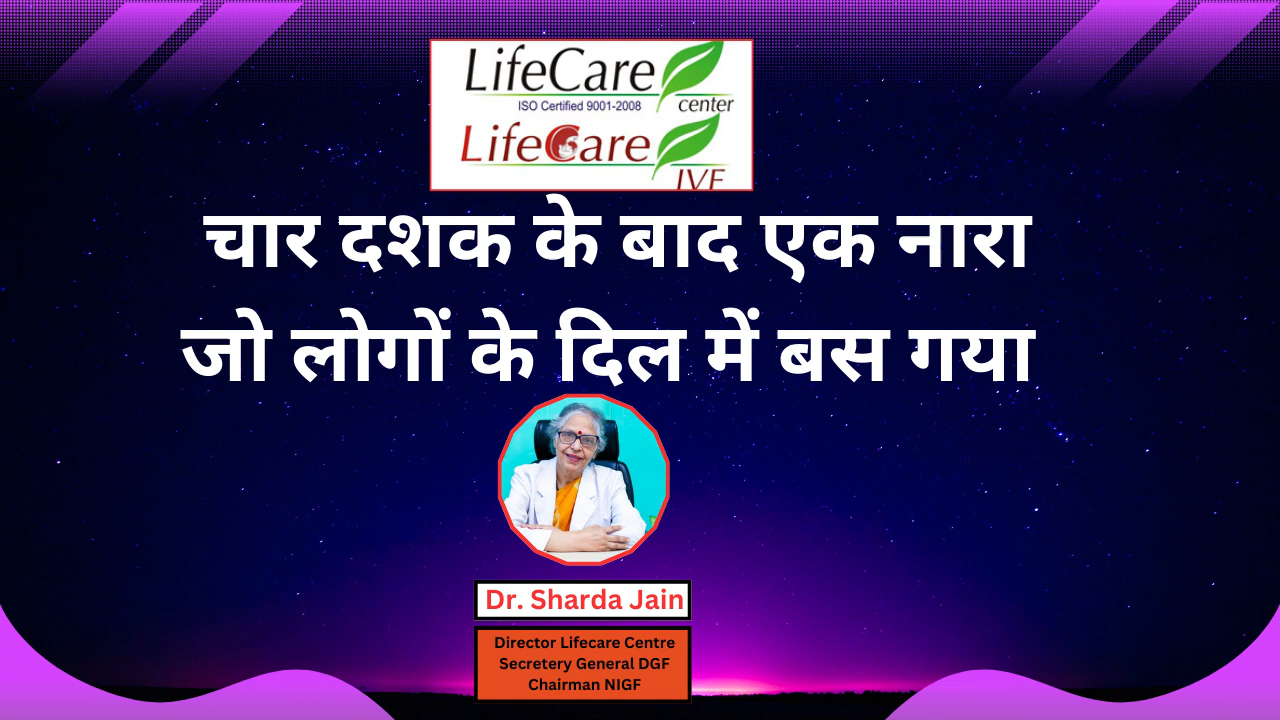 LifeCare
ISO Certified 9001-2008 center
LifeCare
IVF
चार दशक के बाद एक नारा
जो लोगों के दिल में बस गया
Dr. Sharda Jain
Director Lifecare Centre
Secretery General DGF
Chairman NIGF